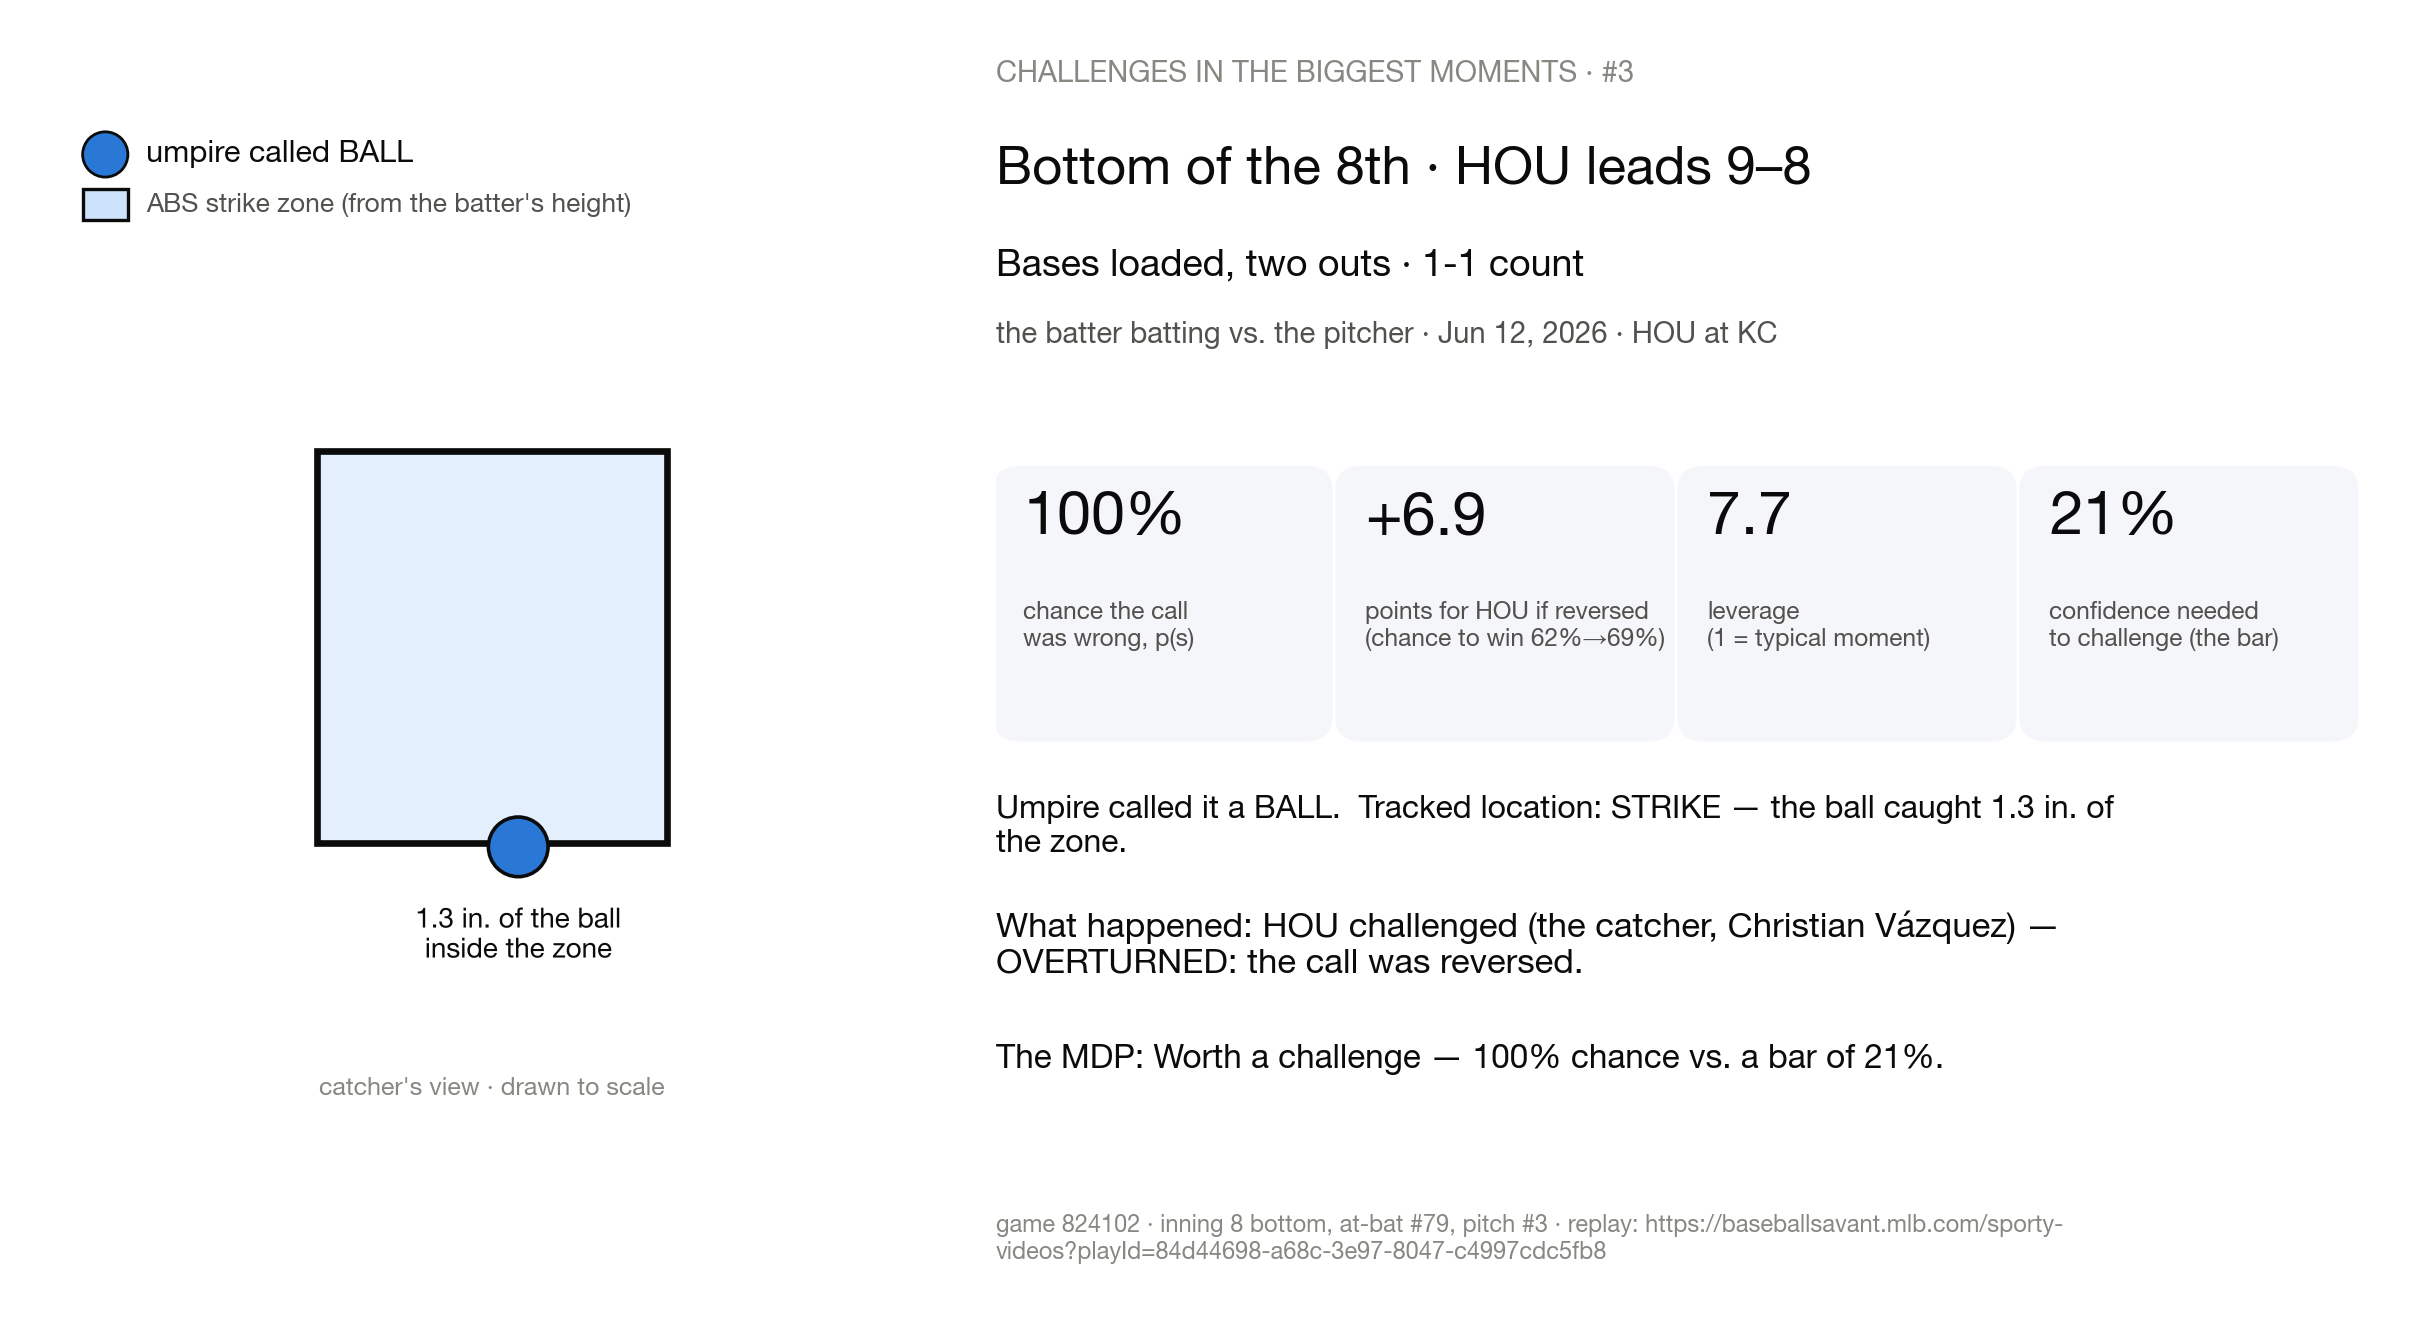 CHALLENGES IN THE BIGGEST MOMENTS · #3
umpire called BALL
ABS strike zone (from the batter's height)
Bottom of the 8th · HOU leads 9–8
Bases loaded, two outs · 1-1 count
the batter batting vs. the pitcher · Jun 12, 2026 · HOU at KC
100%
chance the call
was wrong, p(s)
+6.9
points for HOU if reversed
(chance to win 62%→69%)
7.7
leverage
(1 = typical moment)
21%
confidence needed
to challenge (the bar)
1.3 in. of the ball
inside the zone
catcher's view · drawn to scale
Umpire called it a BALL.  Tracked location: STRIKE — the ball caught 1.3 in. of
the zone.
What happened: HOU challenged (the catcher, Christian Vázquez) —
OVERTURNED: the call was reversed.
The MDP: Worth a challenge — 100% chance vs. a bar of 21%.
game 824102 · inning 8 bottom, at-bat #79, pitch #3 · replay: https://baseballsavant.mlb.com/sporty-
videos?playId=84d44698-a68c-3e97-8047-c4997cdc5fb8